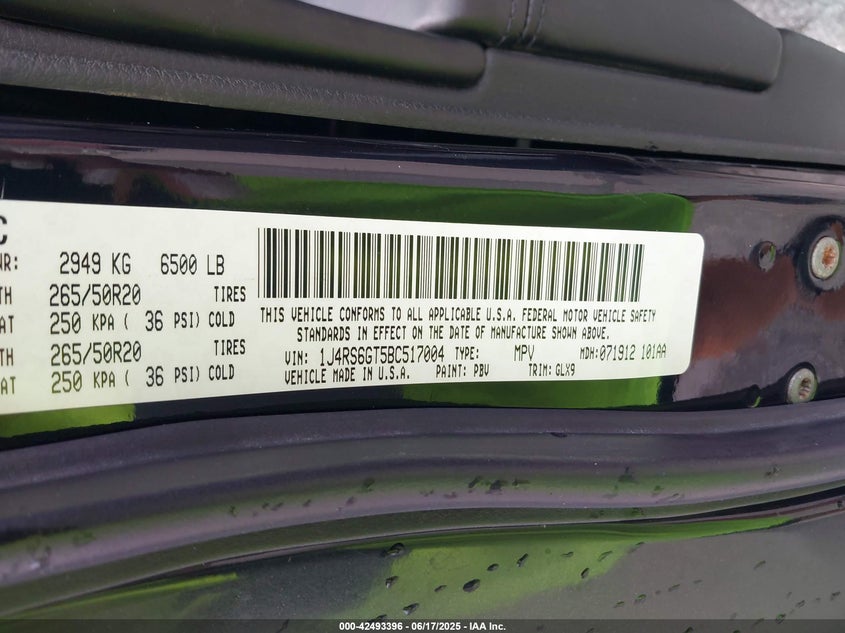 C
WR: 2949 KG 6500 LB
TH 265/50R20 TIRES
AT 250 KPA ( 36 PSI) COLD
TH 265/50R20 TIRES
AT 250 KPA ( 36 PSI) COLD
THIS VEHICLE CONFORMS TO ALL APPLICABLE U.S.A. FEDERAL MOTOR VEHICLE SAFETY
STANDARDS IN EFFECT ON THE DATE OF MANUFACTURE SHOWN ABOVE.
VIN: 1J4RS6GT5BC517004 TYPE: MPV MDH: 071912 101AA
VEHICLE MADE IN U.S.A. PAINT: PBV TRIM: GLX9
000-42493396 - 06/17/2025 - IAA Inc.